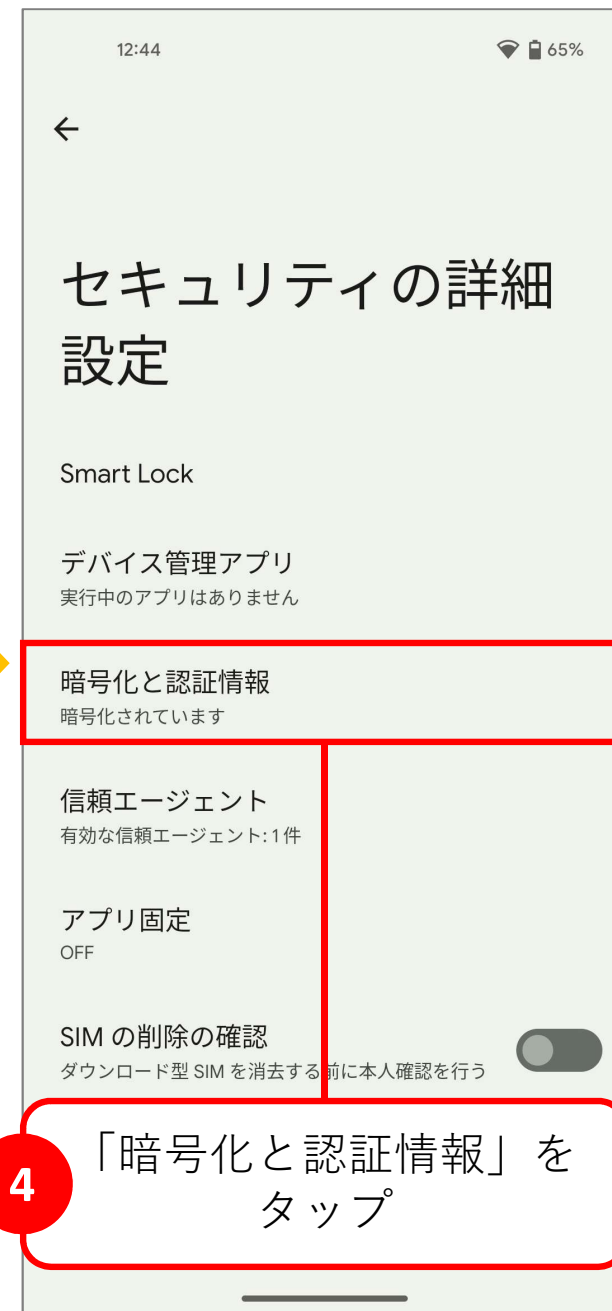 12:44
65%
セキュリティの詳細
設定
Smart Lock
デバイス管理アプリ
実行中のアプリはありません
暗号化と認証情報
暗号化されています
信頼エージェント
有効な信頼エージェント: 1 件
アプリ固定
OFF
SIM の削除の確認
ダウンロード型 SIM を消去する前に本人確認を行う
4
「暗号化と認証情報」を
タップ